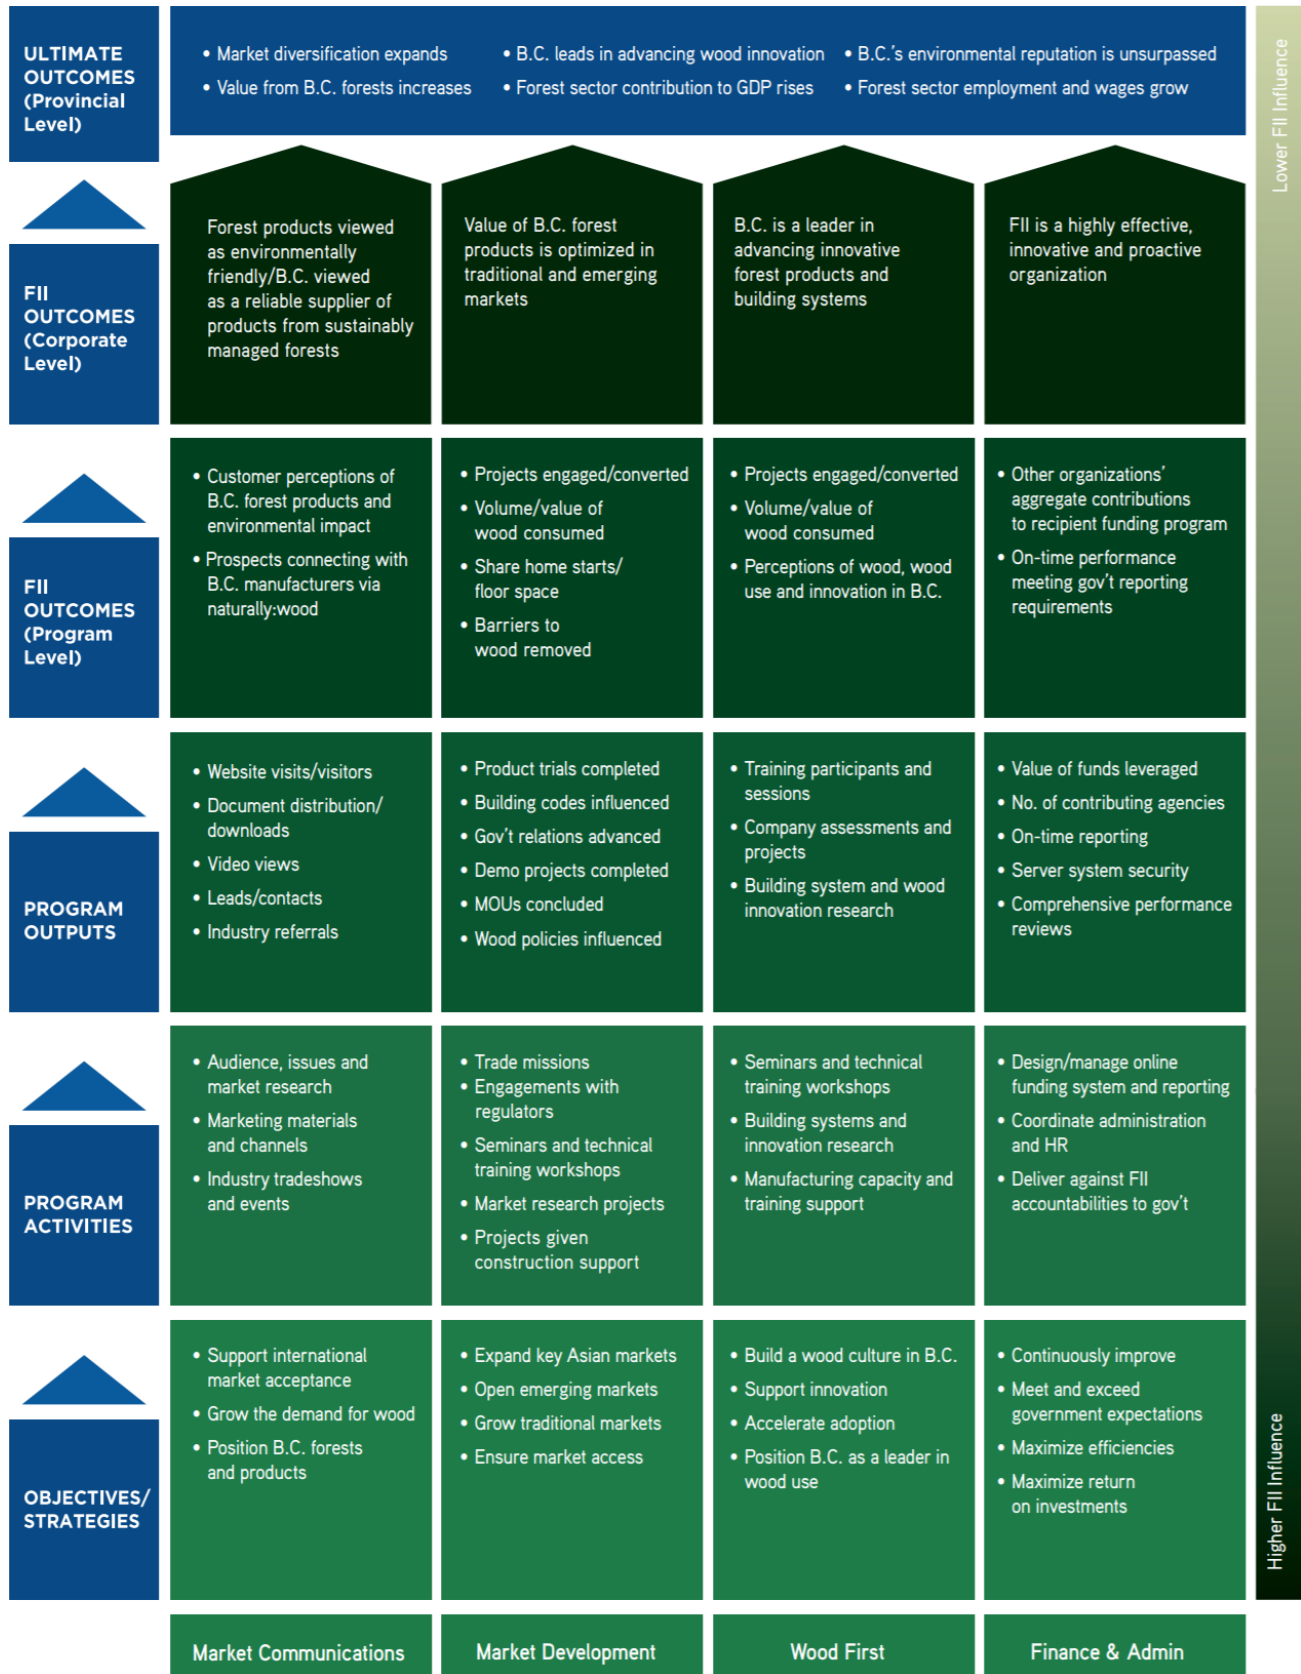 ULTIMATE
OUTCOMES
(Provincial
Level)
• Market diversification expands
• B.C. leads in advancing wood innovation
• B.C.'s environmental reputation is unsurpassed
• Value from B.C. forests increases
• Forest sector contribution to GDP rises
• Forest sector employment and wages grow
Lower FII Influence
FII
OUTCOMES
(Corporate
Level)
Forest products viewed
as environmentally
friendly/B.C. viewed
as a reliable supplier of
products from sustainably
managed forests
Value of B.C. forest
products is optimized in
traditional and emerging
markets
B.C. is a leader in
advancing innovative
forest products and
building systems
FII is a highly effective,
innovative and proactive
organization
FII
OUTCOMES
(Program
Level)
• Customer perceptions of
B.C. forest products and
environmental impact
• Prospects connecting with
B.C. manufacturers via
naturally:wood
• Projects engaged/converted
• Volume/value of
wood consumed
• Share home starts/
floor space
• Barriers to
wood removed
• Projects engaged/converted
• Volume/value of
wood consumed
• Perceptions of wood, wood
use and innovation in B.C.
• Other organizations'
aggregate contributions
to recipient funding program
• On-time performance
meeting gov't reporting
requirements
PROGRAM
OUTPUTS
• Website visits/visitors
• Document distribution/
downloads
• Video views
• Leads/contacts
• Industry referrals
• Product trials completed
• Building codes influenced
• Gov't relations advanced
• Demo projects completed
• MOUs concluded
• Wood policies influenced
• Training participants and
sessions
• Company assessments and
projects
• Building system and wood
innovation research
• Value of funds leveraged
• No. of contributing agencies
• On-time reporting
• Server system security
• Comprehensive performance
reviews
PROGRAM
ACTIVITIES
• Audience, issues and
market research
• Marketing materials
and channels
• Industry tradeshows
and events
• Trade missions
• Engagements with
regulators
• Seminars and technical
training workshops
• Market research projects
• Projects given
construction support
• Seminars and technical
training workshops
• Building systems and
innovation research
• Manufacturing capacity and
training support
• Design/manage online
funding system and reporting
• Coordinate administration
and HR
• Deliver against FII
accountabilities to gov't
OBJECTIVES/
STRATEGIES
• Support international
market acceptance
• Grow the demand for wood
• Position B.C. forests
and products
• Expand key Asian markets
• Open emerging markets
• Grow traditional markets
• Ensure market access
• Build a wood culture in B.C.
• Support innovation
• Accelerate adoption
• Position B.C. as a leader in
wood use
• Continuously improve
• Meet and exceed
government expectations
• Maximize efficiencies
• Maximize return
on investments
Higher FII Influence
Market Communications
Market Development
Wood First
Finance & Admin